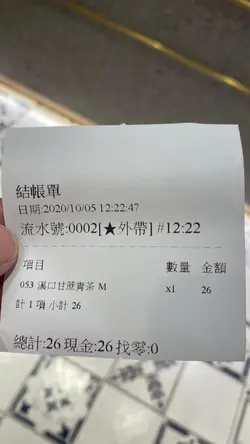 結帳單
日期:2020/10/05 12:22:47
流水號:0002[★外帶] #12:22
項目 數量 金額
053 溪口甘蔗青茶 M x1 26
計 1 項 小計 26
總計:26 現金:26 找零:0